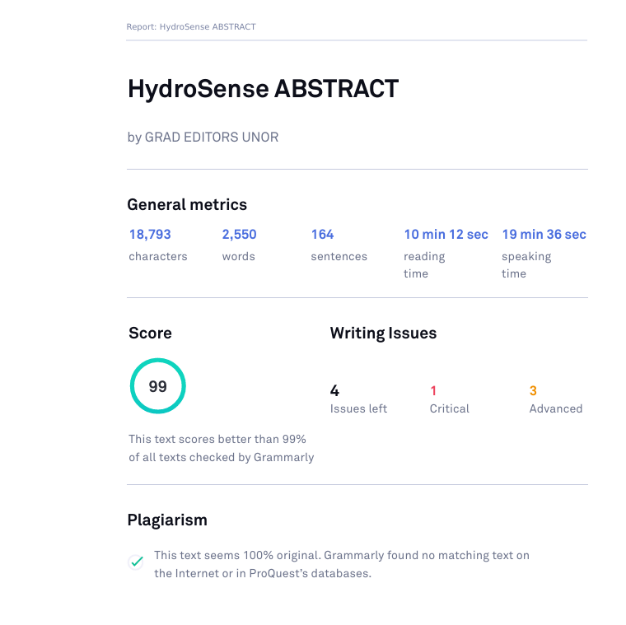 Report: HydroSense ABSTRACT
HydroSense ABSTRACT
by GRAD EDITORS UNOR
General metrics
18,793 2,550 164 10 min 12 sec 19 min 36 sec
characters words sentences reading speaking
time time
Score Writing Issues
99
4 1 3
Issues left Critical Advanced
This text scores better than 99%
of all texts checked by Grammarly
Plagiarism
This text seems 100% original. Grammarly found no matching text on
the Internet or in ProQuest's databases.